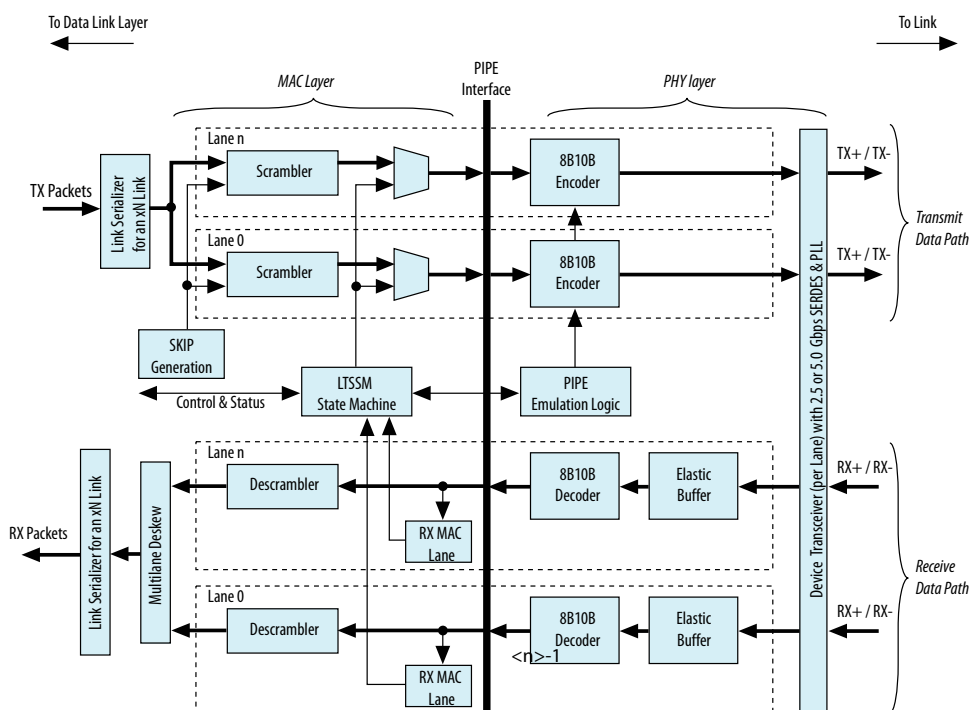 To Data Link Layer
To Link
MAC Layer
PIPE
Interface
PHY layer
Lane n
Scrambler
8B10B
Encoder
TX+ / TX-
TX Packets
Link Serializer
for an xN Link
Transmit
Data Path
Lane 0
Scrambler
8B10B
Encoder
TX+ / TX-
SKIP
Generation
Control & Status
LTSSM
State Machine
PIPE
Emulation Logic
Device Transceiver (per Lane) with 2.5 or 5.0 Gbps SERDES & PLL
Lane n
Descrambler
RX MAC
Lane
8B10B
Decoder
Elastic
Buffer
RX+ / RX-
RX Packets
Link Serializer for an xN Link
Multilane Deskew
Receive
Data Path
Lane 0
Descrambler
RX MAC
Lane
8B10B
Decoder
<n>-1
Elastic
Buffer
RX+ / RX-